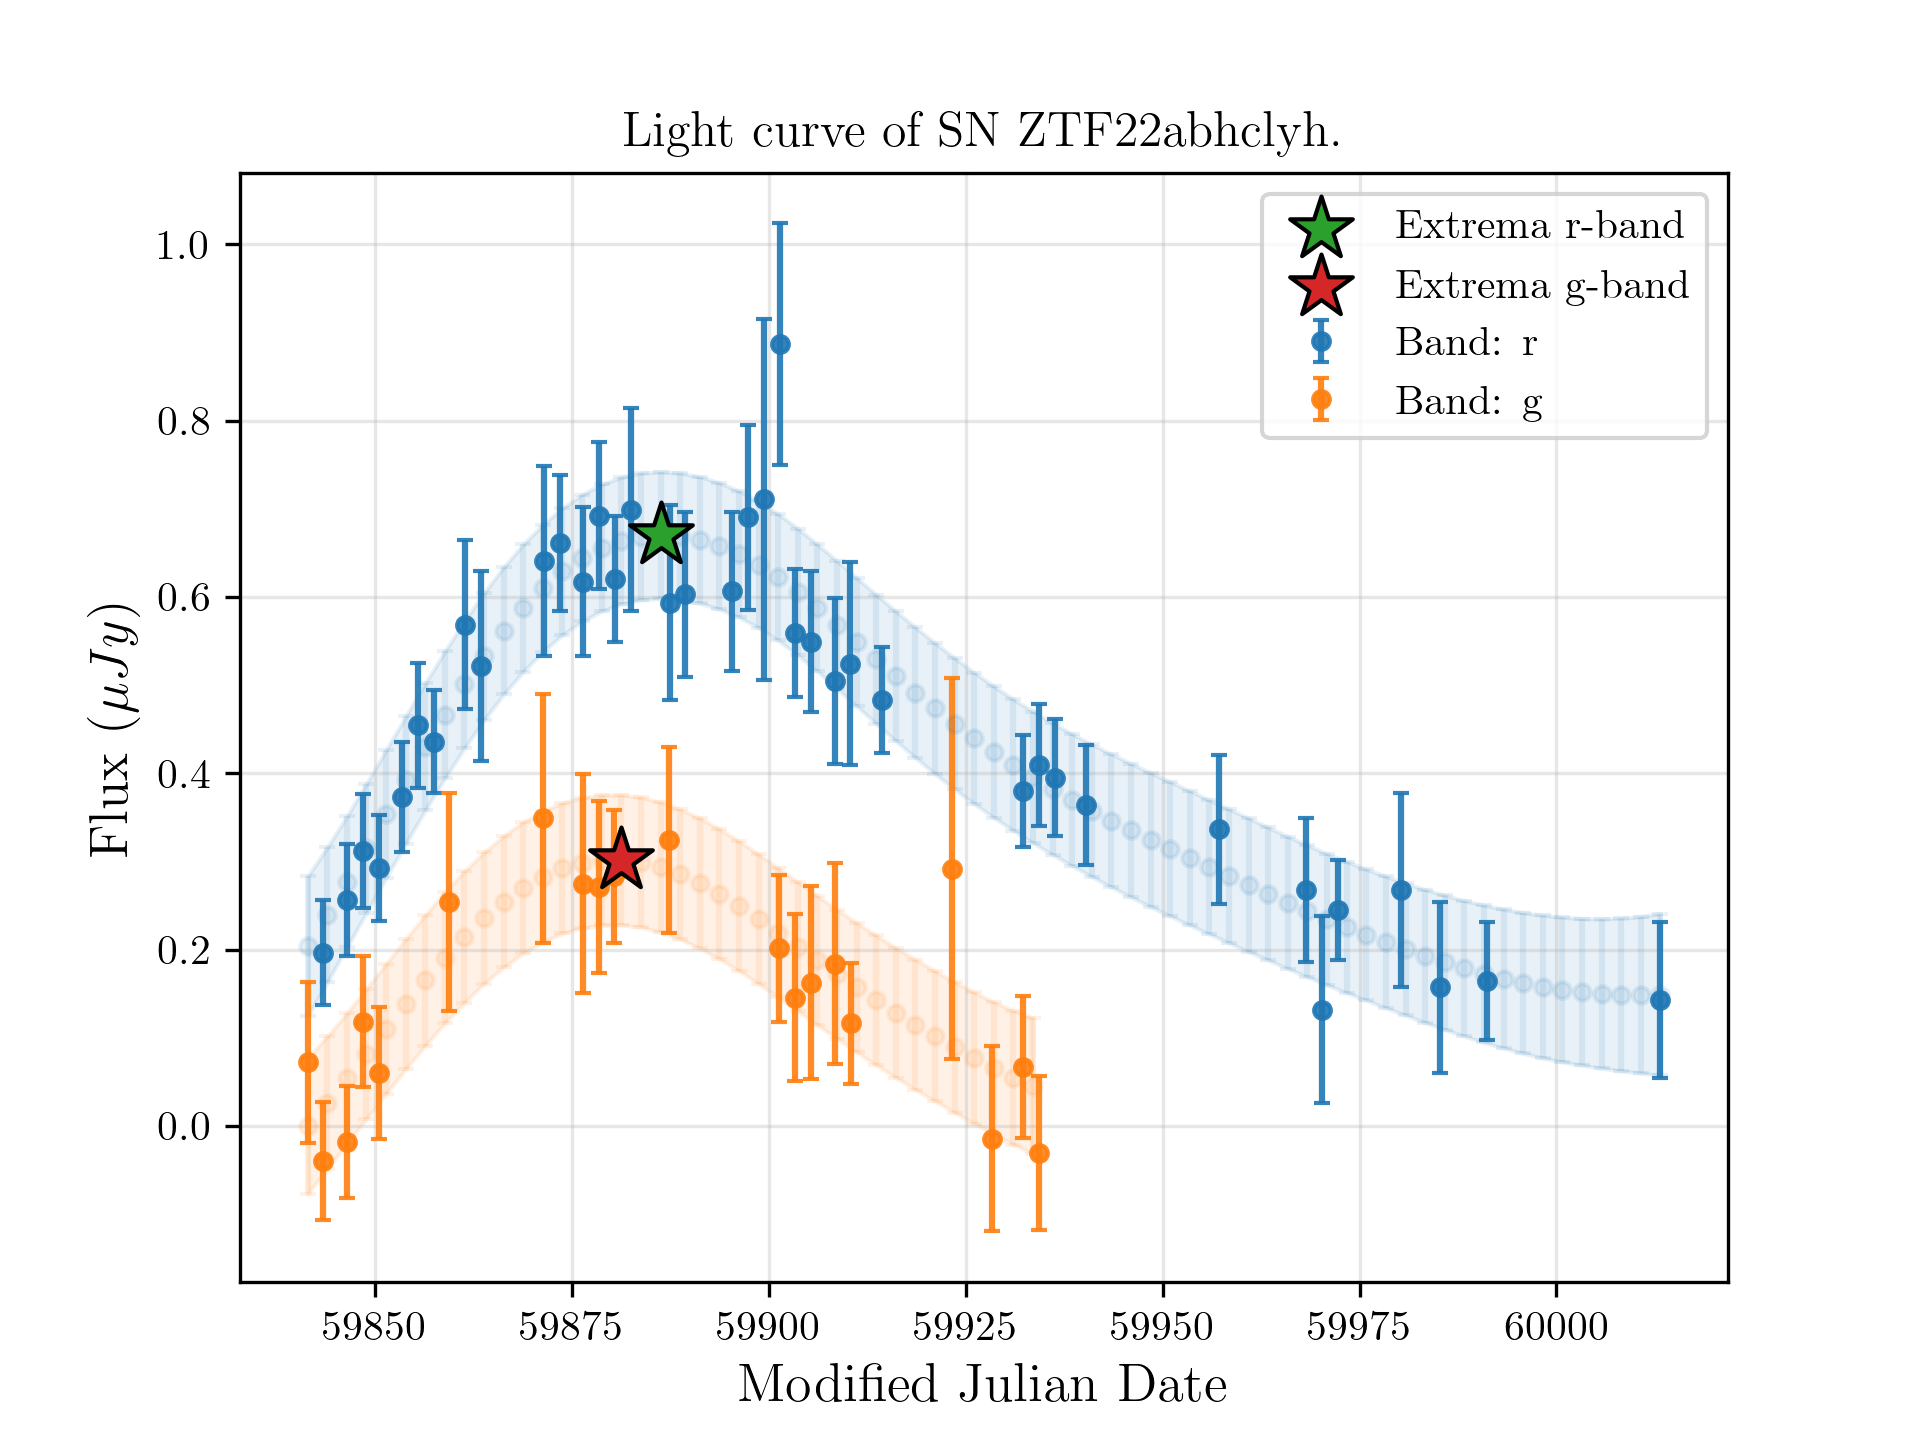 Light curve of SN ZTF22abhclyh.
Extrema r-band
Extrema g-band
Band: r
Band: g
1.0
0.8
0.6
0.4
0.2
0.0
Flux (μJy)
59850 59875 59900 59925 59950 59975 60000
Modified Julian Date